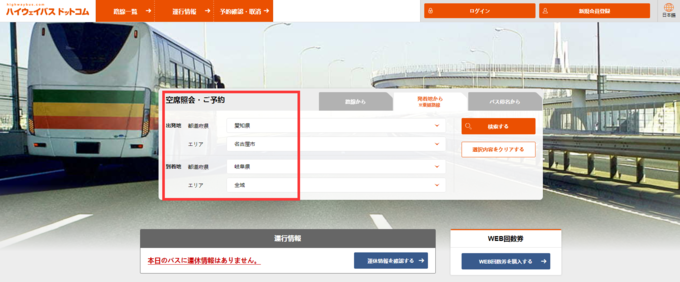 highwaybus.com
ハイウェイバス ドットコム
路線一覧
運行情報
予約確認・取消
ログイン
新規会員登録
日本語
空席照会・ご予約
路線から
発着地から
バス停名から
出発地 都道府県 愛知県
エリア 名古屋市
到着地 都道府県 岐阜県
エリア 全域
検索する
選択内容をクリアする
運行情報
本日のバスに運休情報はありません。
運休情報を確認する
WEB回数券
WEB回数券を購入する